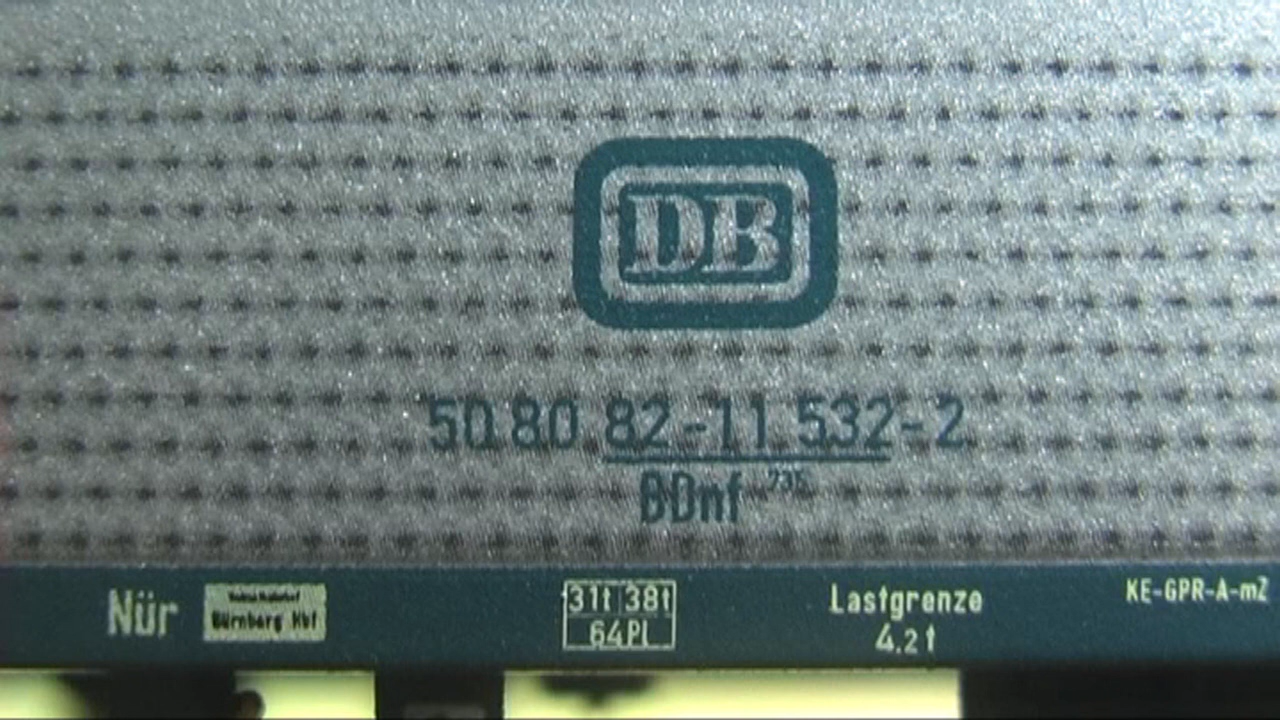 DB
50 80 82-11 532-2
BDnf 735
Nür
Nürnberg Hbf
31t 38t
64Pl
Lastgrenze
4.2 t
KE-GPR-A-mZ